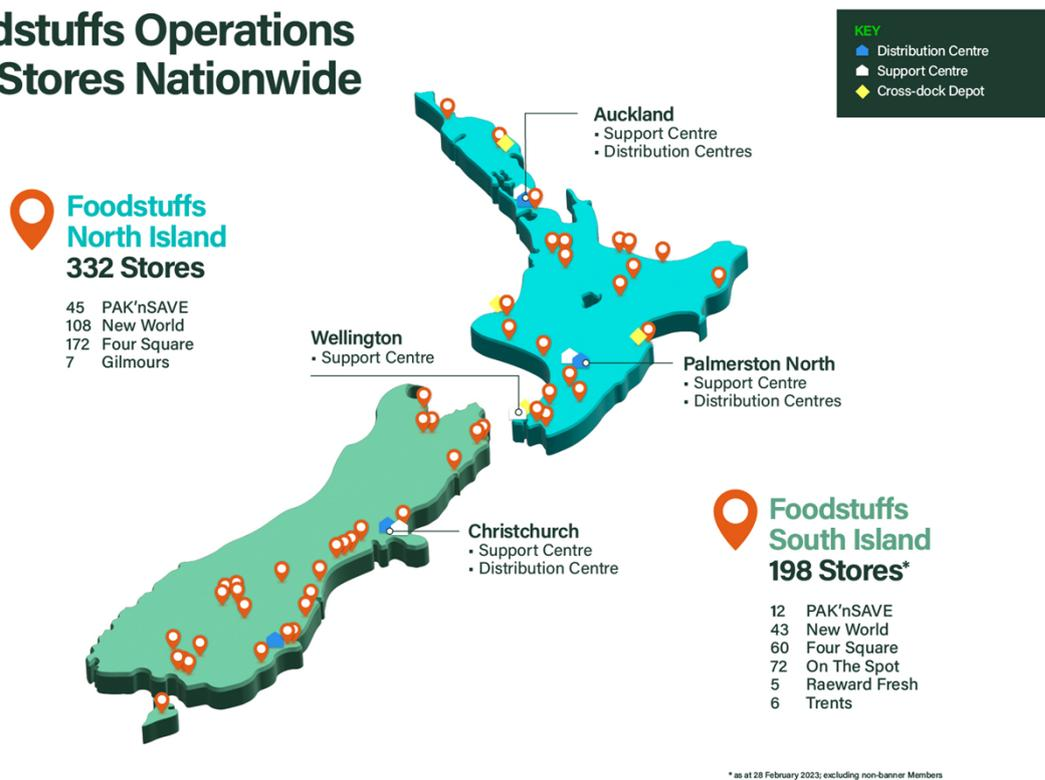 dstuffs Operations
Stores Nationwide
KEY
Distribution Centre
Support Centre
Cross-dock Depot
Auckland
▪ Support Centre
▪ Distribution Centres
Foodstuffs
North Island
332 Stores
45 PAK'nSAVE
108 New World
172 Four Square
7 Gilmours
Wellington
▪ Support Centre
Palmerston North
▪ Support Centre
▪ Distribution Centres
Christchurch
▪ Support Centre
▪ Distribution Centre
Foodstuffs
South Island
198 Stores*
12 PAK'nSAVE
43 New World
60 Four Square
72 On The Spot
5 Raeward Fresh
6 Trents
* as at 28 February 2023; excluding non-banner Members